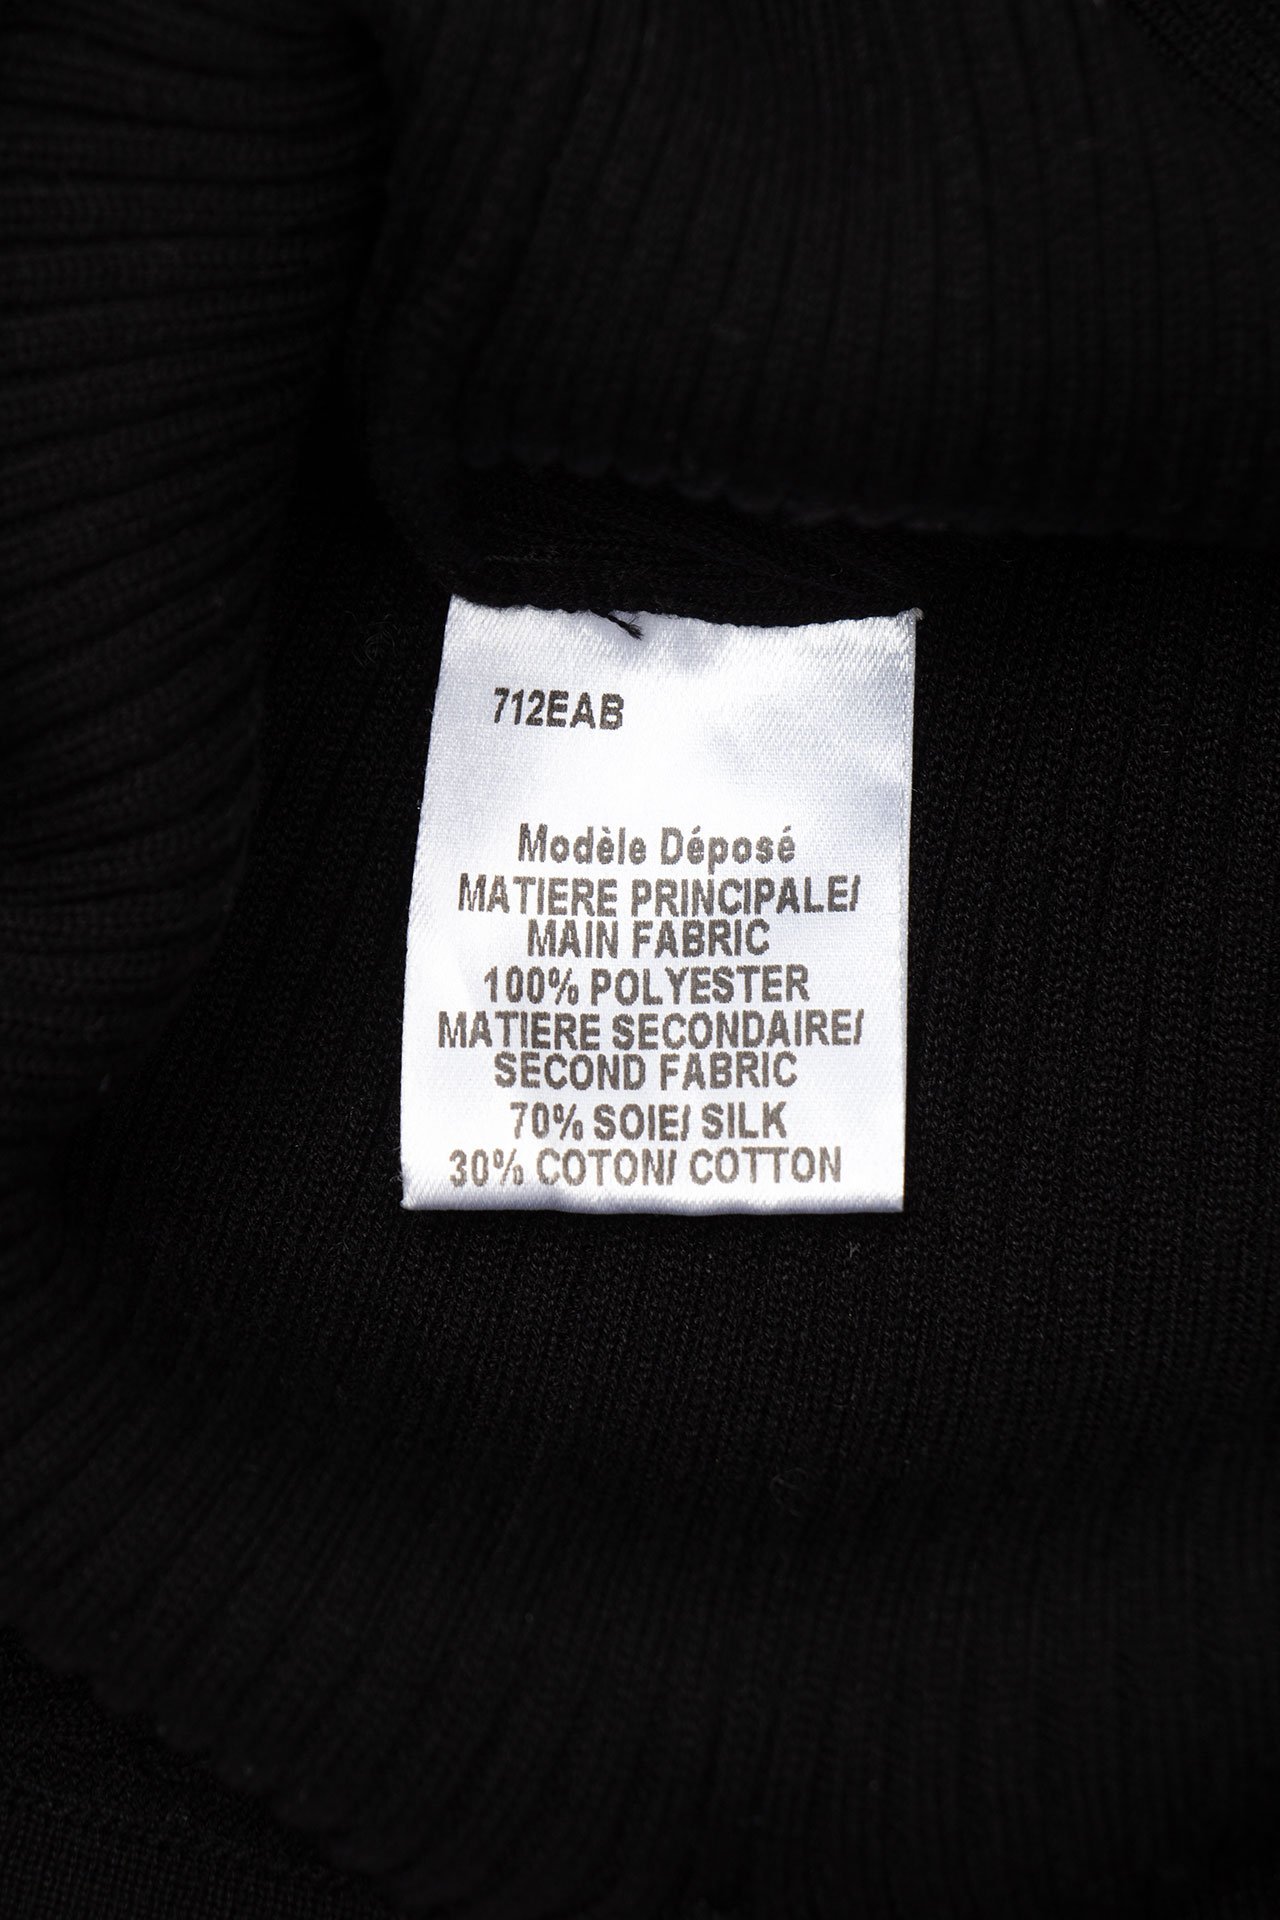 712EAB
Modèle Déposé
MATIERE PRINCIPALE/
MAIN FABRIC
100% POLYESTER
MATIERE SECONDAIRE/
SECOND FABRIC
70% SOIE/ SILK
30% COTON/ COTTON